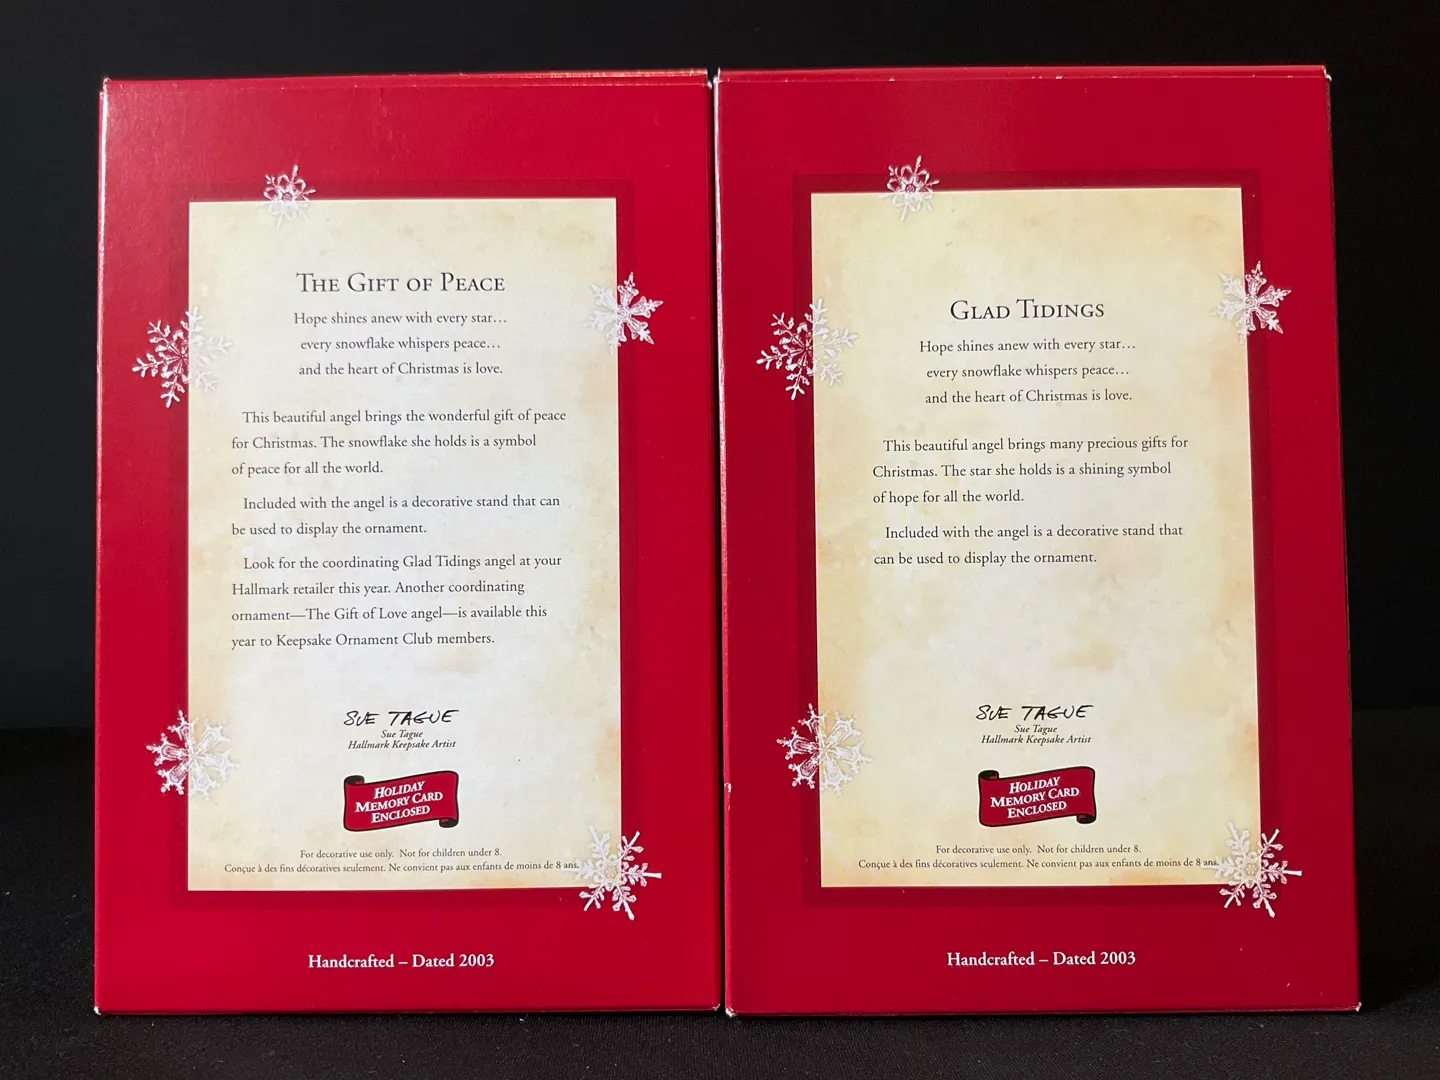 THE GIFT OF PEACE
Hope shines anew with every star...
every snowflake whispers peace...
and the heart of Christmas is love.
This beautiful angel brings the wonderful gift of peace
for Christmas. The snowflake she holds is a symbol
of peace for all the world.
Included with the angel is a decorative stand that can
be used to display the ornament.
Look for the coordinating Glad Tidings angel at your
Hallmark retailer this year. Another coordinating
ornament—The Gift of Love angel—is available this
year to Keepsake Ornament Club members.
SUE TAGUE
Sue Tague
Hallmark Keepsake Artist
HOLIDAY
MEMORY CARD
ENCLOSED
For decorative use only. Not for children under 8.
Conçue à des fins décoratives seulement. Ne convient pas aux enfants de moins de 8 ans.
Handcrafted – Dated 2003
GLAD TIDINGS
Hope shines anew with every star...
every snowflake whispers peace...
and the heart of Christmas is love.
This beautiful angel brings many precious gifts for
Christmas. The star she holds is a shining symbol
of hope for all the world.
Included with the angel is a decorative stand that
can be used to display the ornament.
SUE TAGUE
Sue Tague
Hallmark Keepsake Artist
HOLIDAY
MEMORY CARD
ENCLOSED
For decorative use only. Not for children under 8.
Conçue à des fins décoratives seulement. Ne convient pas aux enfants de moins de 8 ans.
Handcrafted – Dated 2003